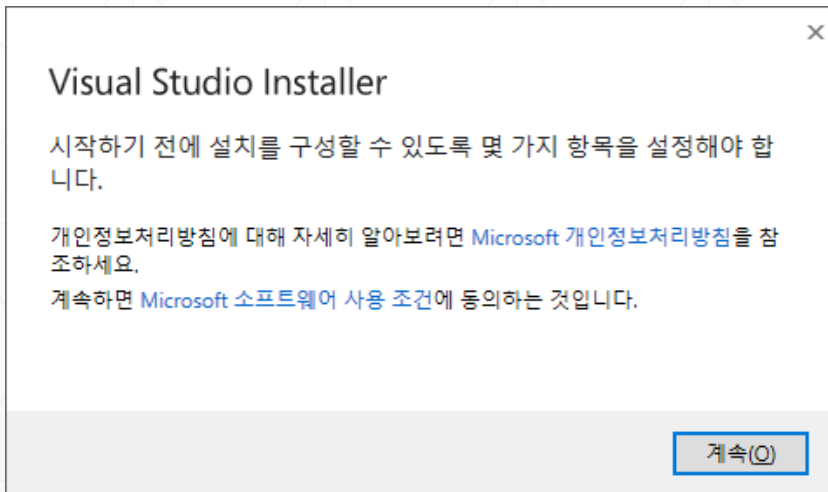 Visual Studio Installer
시작하기 전에 설치를 구성할 수 있도록 몇 가지 항목을 설정해야 합
니다.
개인정보처리방침에 대해 자세히 알아보려면 Microsoft 개인정보처리방침을 참
조하세요.
계속하면 Microsoft 소프트웨어 사용 조건에 동의하는 것입니다.
계속(O)